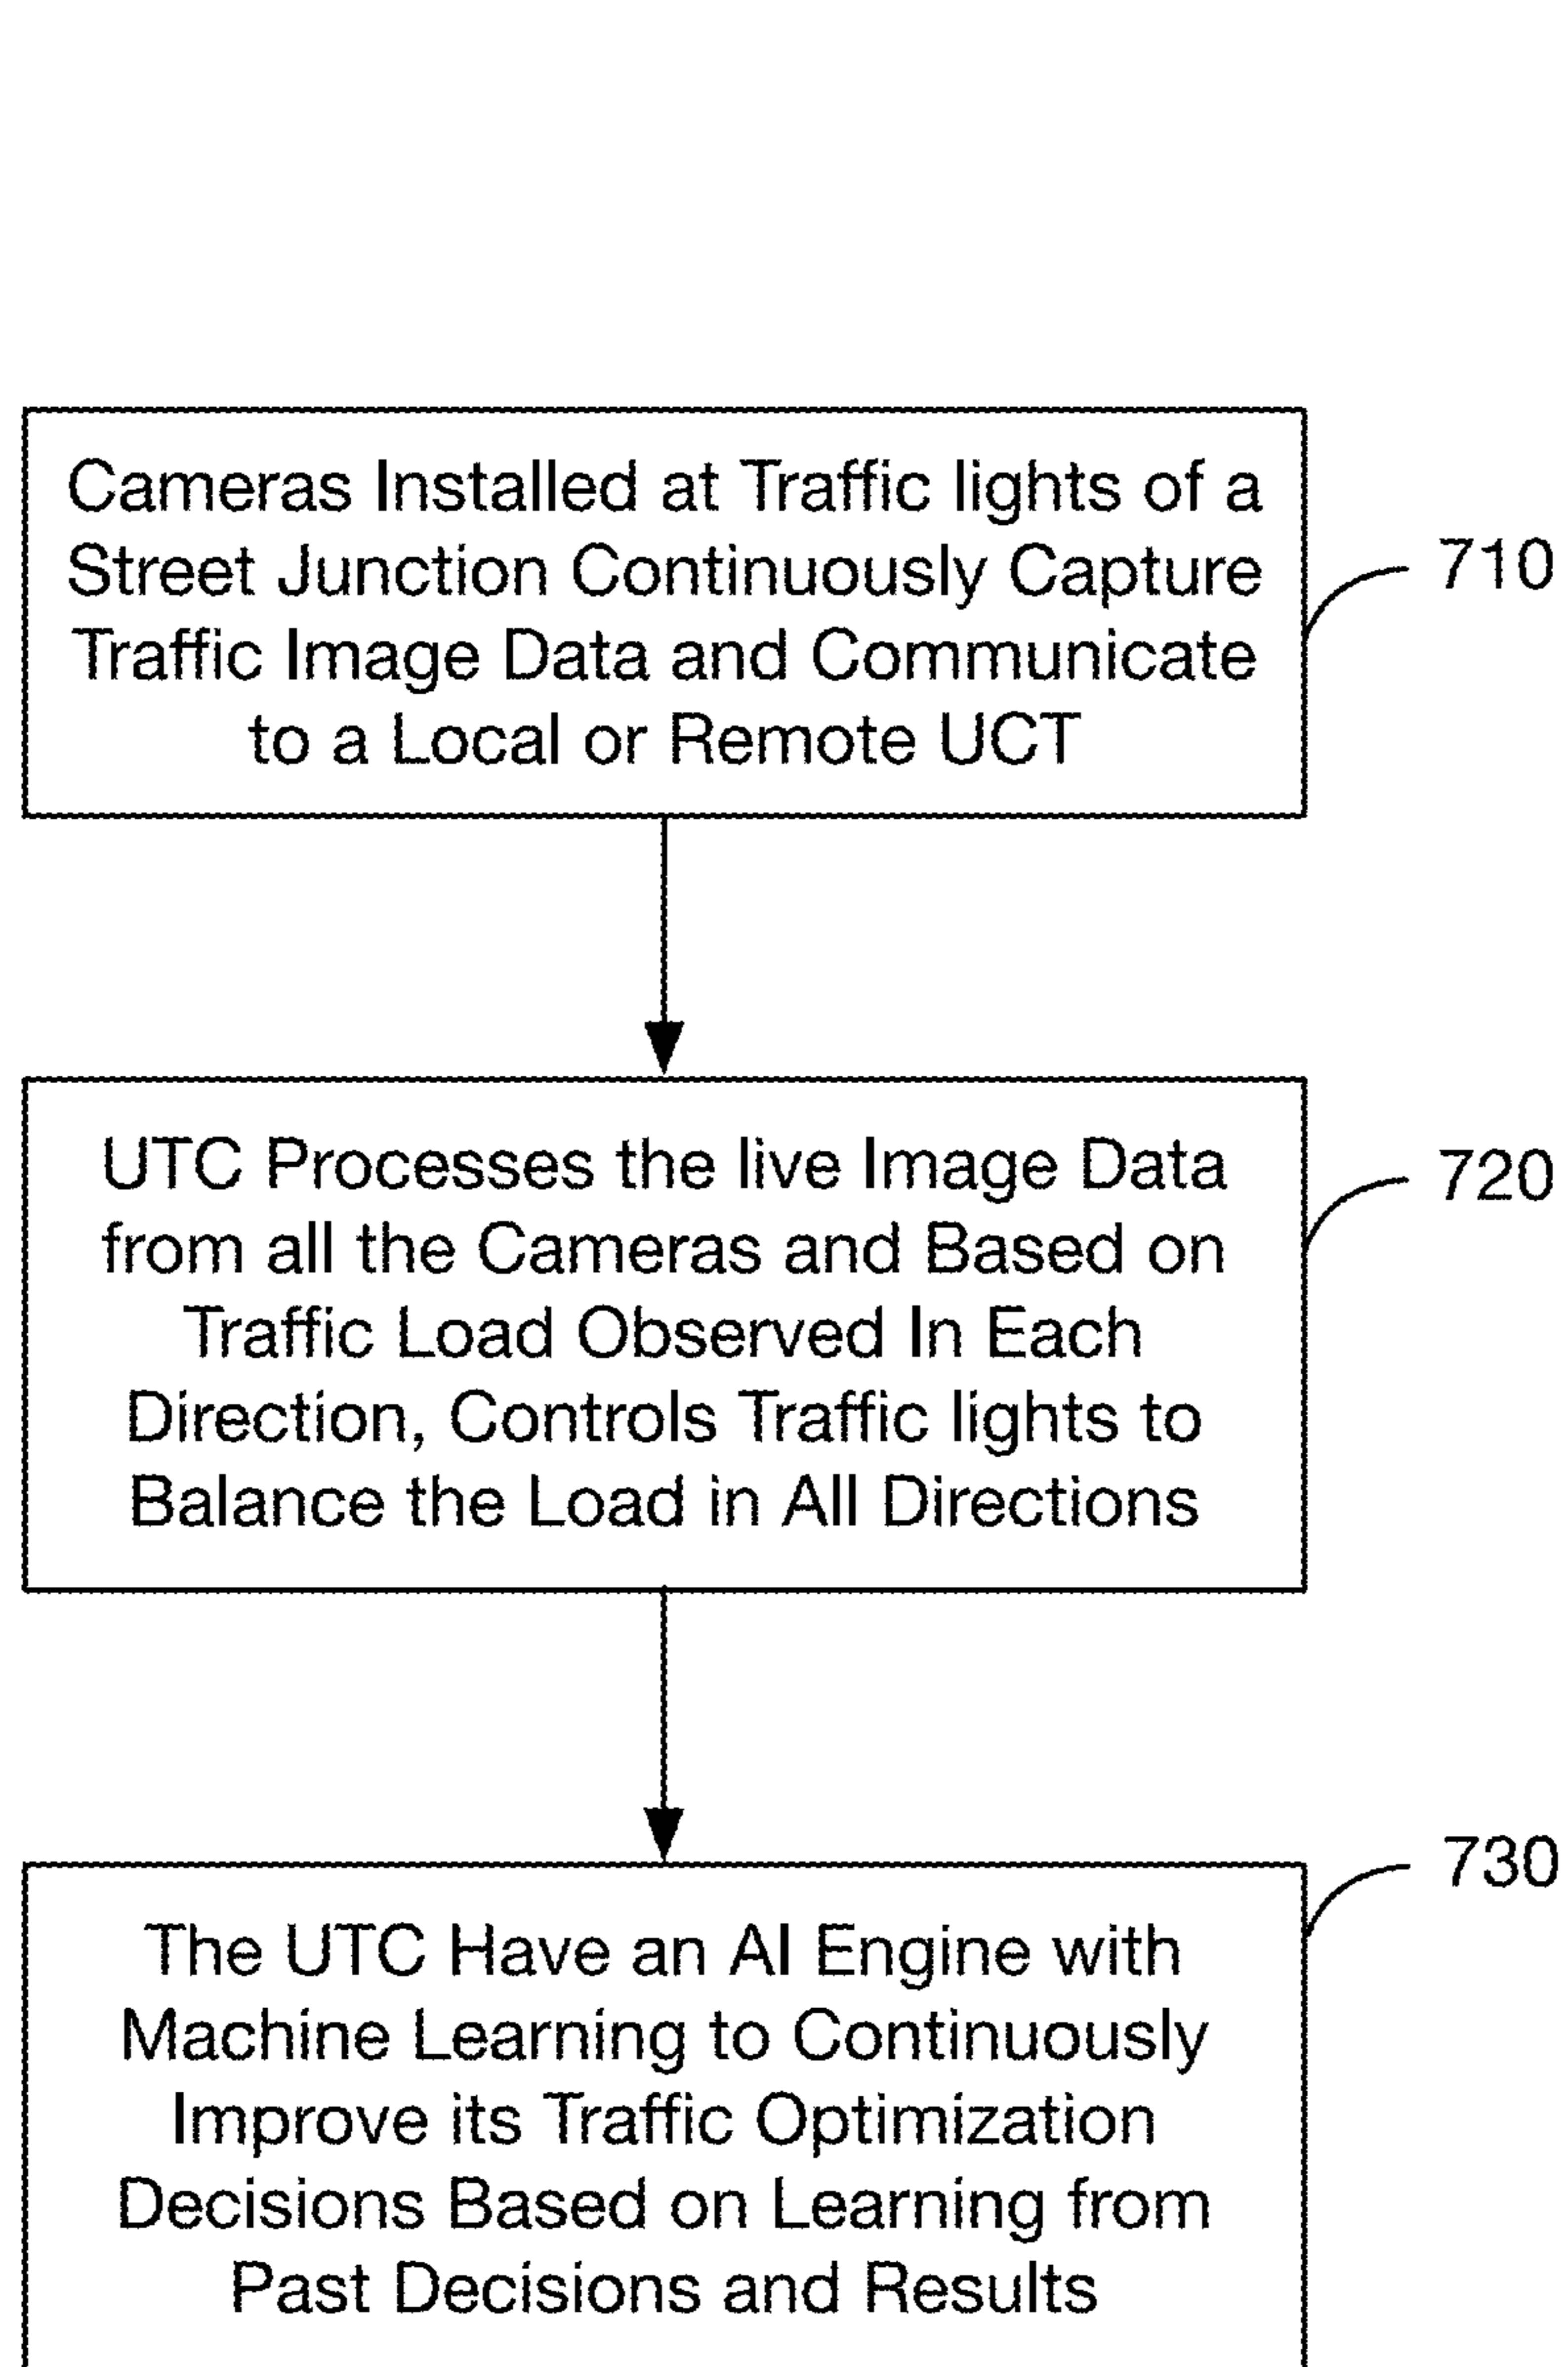 Cameras Installed at Traffic lights of a
Street Junction Continuously Capture
Traffic Image Data and Communicate
to a Local or Remote UCT
710
UTC Processes the live Image Data
from all the Cameras and Based on
Traffic Load Observed In Each
Direction, Controls Traffic lights to
Balance the Load in All Directions
720
The UTC Have an AI Engine with
Machine Learning to Continuously
Improve its Traffic Optimization
Decisions Based on Learning from
Past Decisions and Results
730